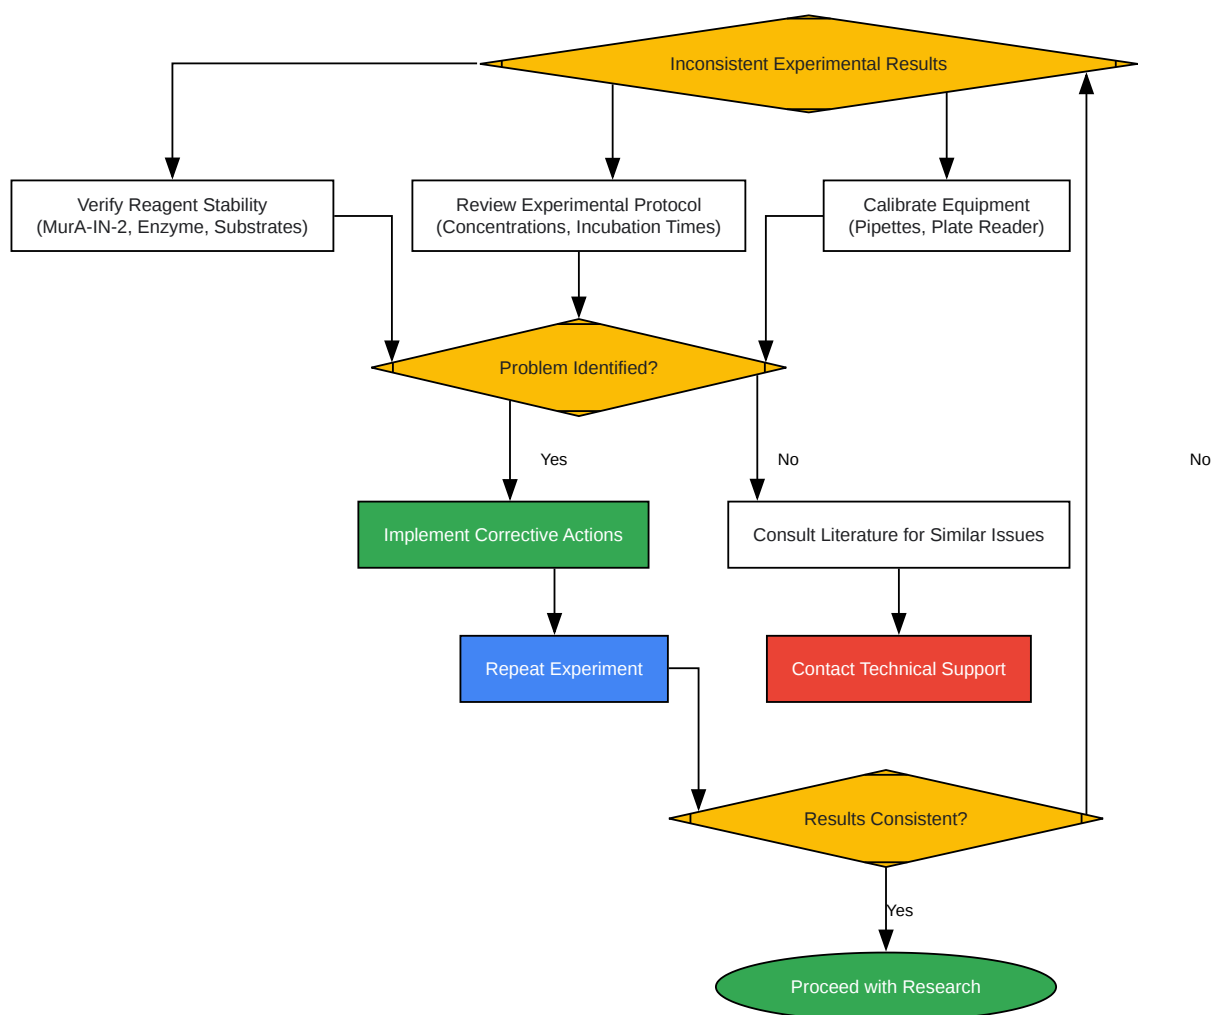 Inconsistent Experimental Results
Verify Reagent Stability
(MurA-IN-2, Enzyme, Substrates)
Review Experimental Protocol
(Concentrations, Incubation Times)
Calibrate Equipment
(Pipettes, Plate Reader)
Problem Identified?
Yes
No
No
Implement Corrective Actions
Consult Literature for Similar Issues
Repeat Experiment
Contact Technical Support
Results Consistent?
Yes
Proceed with Research